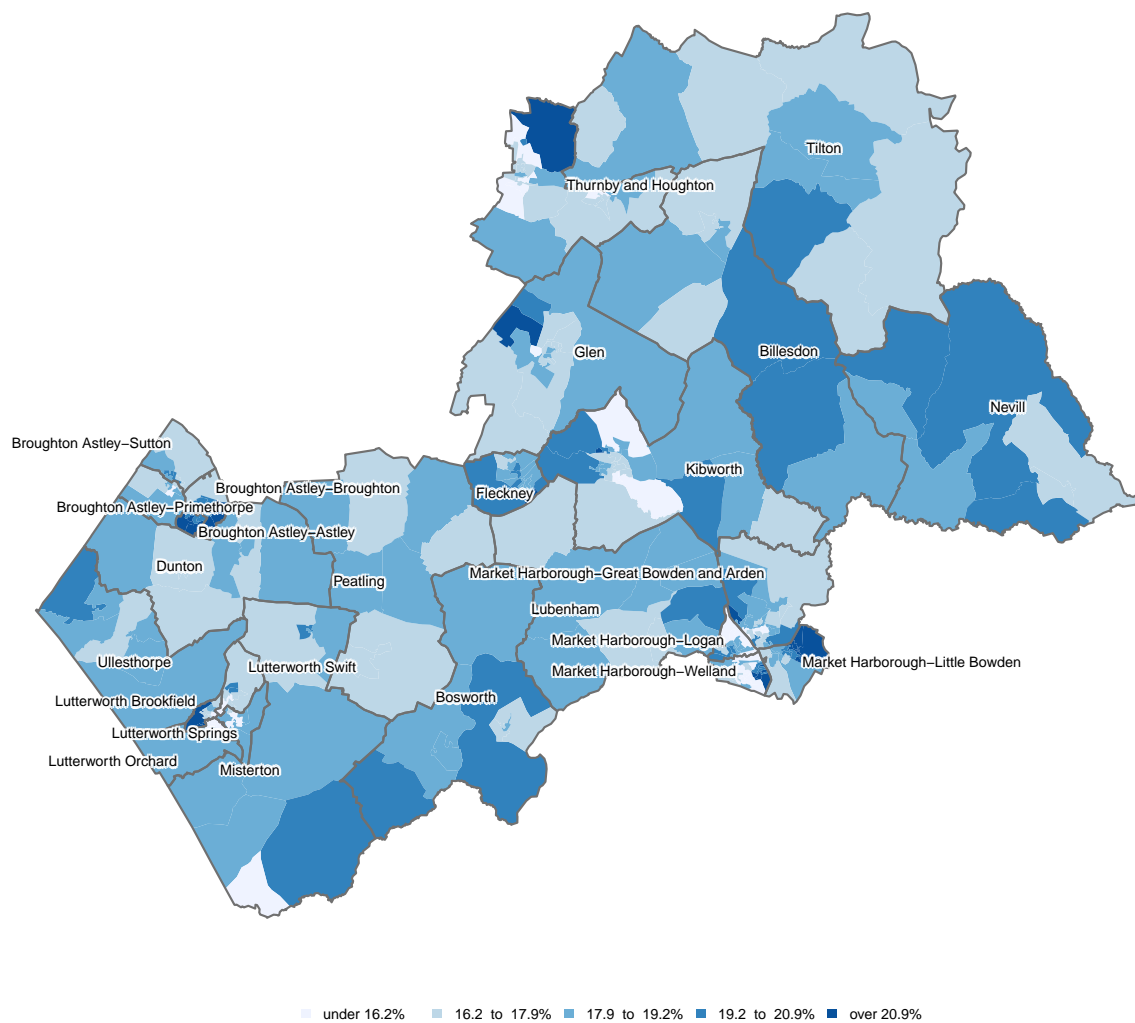 Tilton
Thurnby and Houghton
Billesdon
Glen
Nevill
Broughton Astley−Sutton
Kibworth
Broughton Astley−Broughton
Fleckney
Broughton Astley−Primethorpe
Broughton Astley−Astley
Dunton
Market Harborough−Great Bowden and Arden
Peatling
Lubenham
Market Harborough−Logan
Ullesthorpe
Lutterworth Swift
Market Harborough−Little Bowden
Market Harborough−Welland
Bosworth
Lutterworth Brookfield
Lutterworth Springs
Lutterworth Orchard
Misterton
under 16.2% 16.2 to 17.9% 17.9 to 19.2% 19.2 to 20.9% over 20.9%